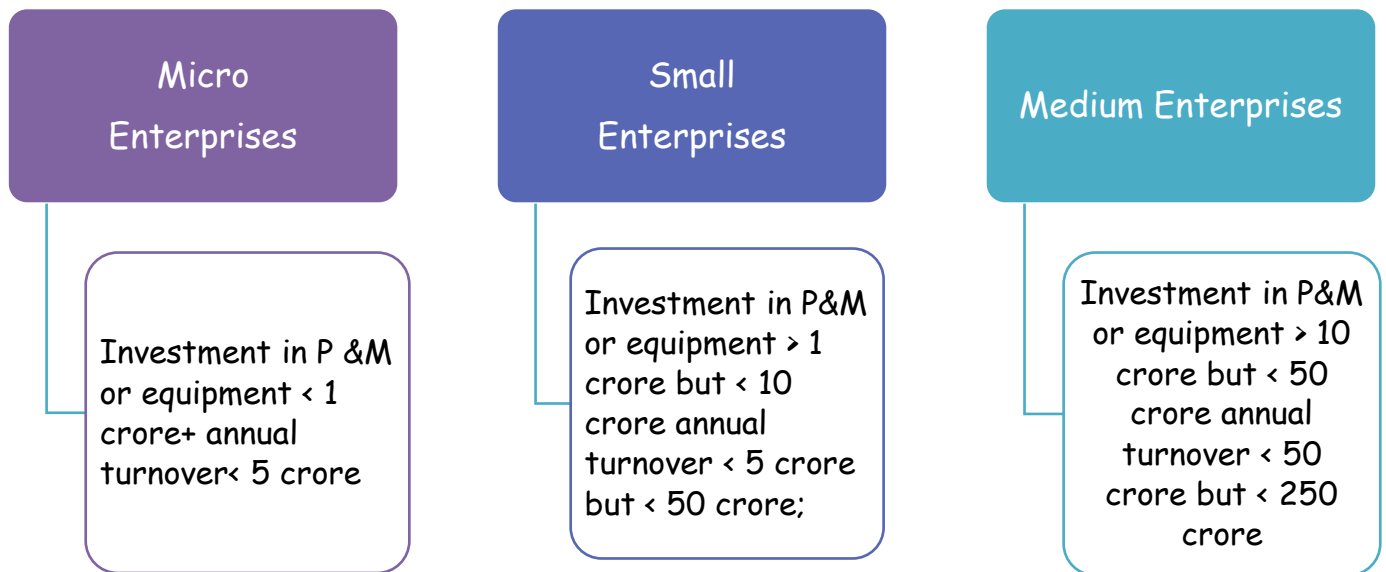 Micro
Enterprises
Investment in P &M
or equipment < 1
crore+ annual
turnover< 5 crore
Small
Enterprises
Investment in P&M
or equipment > 1
crore but < 10
crore annual
turnover < 5 crore
but < 50 crore;
Medium Enterprises
Investment in P&M
or equipment > 10
crore but < 50
crore annual
turnover < 50
crore but < 250
crore